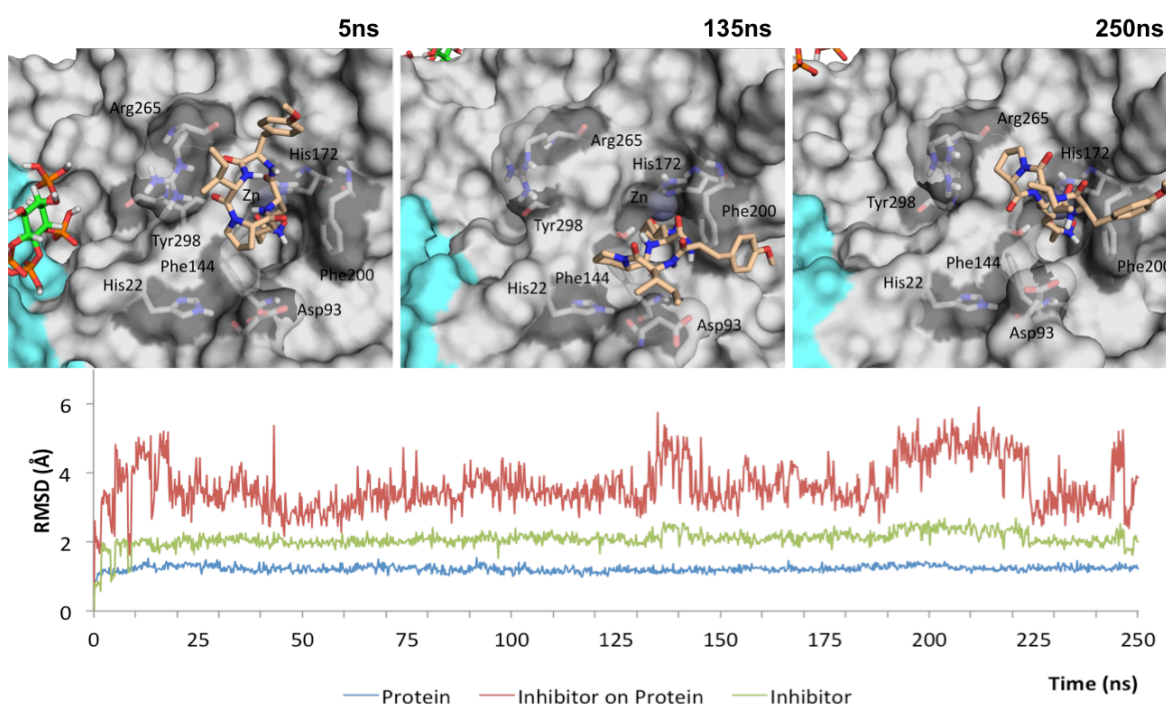 5ns
135ns
250ns
Arg265
His172
Zn
Tyr298
Phe144
Phe200
His22
Asp93
Arg265
His172
Zn
Phe200
Tyr298
Phe144
His22
Asp93
Arg265
His172
Tyr298
Phe144
Phe200
His22
Asp93
RMSD (Å)
6
4
2
0
0 25 50 75 100 125 150 175 200 225 250
Time (ns)
Protein Inhibitor on Protein Inhibitor